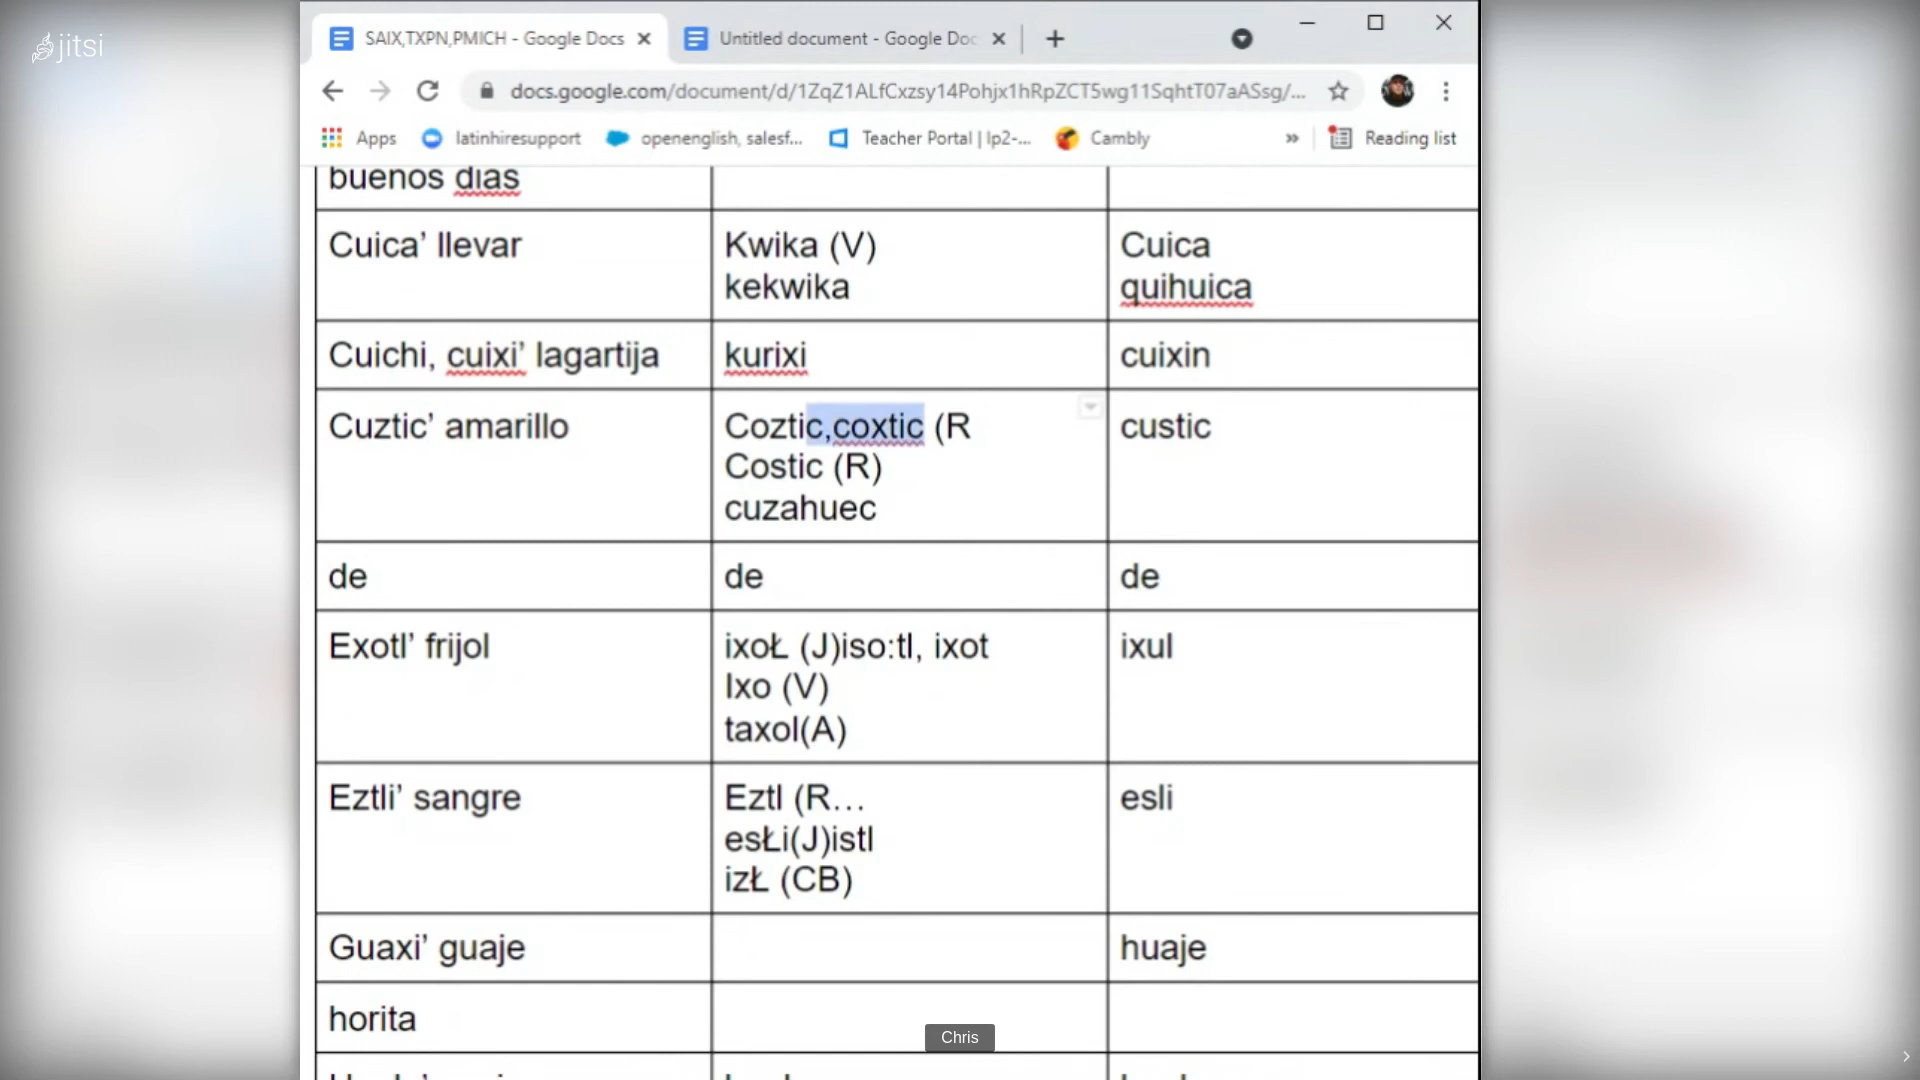 jitsi
SAIX,TXPN,PMICH - Google Docs
Untitled document - Google Doc
docs.google.com/document/d/1ZqZ1ALfCxzsy14Pohjx1hRpZCT5wg11SqhtT07aASsg/...
Apps latinhiresupport openenglish, salesf... Teacher Portal | lp2-... Cambly » Reading list
buenos dias
Cuica’ llevar
Kwika (V)
kekwika
Cuica
quihuica
Cuichi, cuixi’ lagartija
kurixi
cuixin
Cuztic’ amarillo
Coztic,coxtic (R
Costic (R)
cuzahuec
custic
de
de
de
Exotl’ frijol
ixoŁ (J)iso:tl, ixot
Ixo (V)
taxol(A)
ixul
Eztli’ sangre
Eztl (R…
esŁi(J)istl
izŁ (CB)
esli
Guaxi’ guaje
huaje
horita
Chris